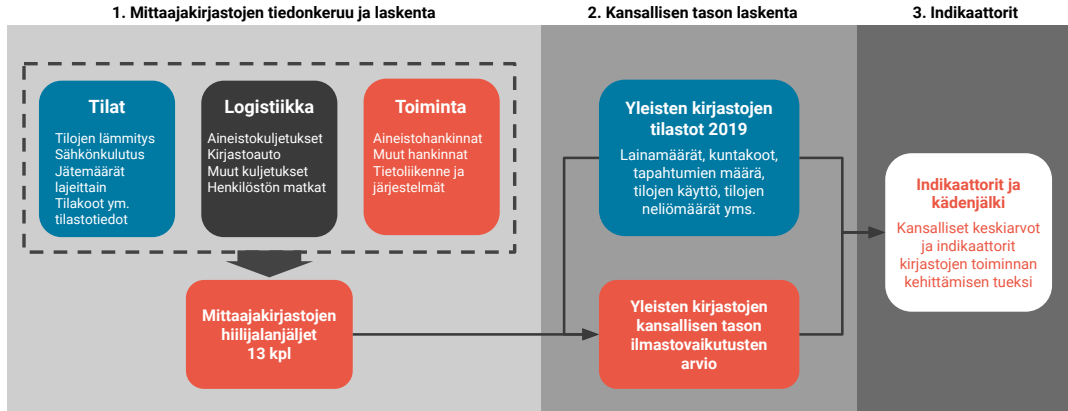 1. Mittaajakirjastojen tiedonkeruu ja laskenta
2. Kansallisen tason laskenta
3. Indikaattorit
Tilat
Tilojen lämmitys
Sähkönkulutus
Jätemäärät
lajeittain
Tilakoot ym.
tilastotiedot
Logistiikka
Aineistokuljetukset
Kirjastoauto
Muut kuljetukset
Henkilöstön matkat
Toiminta
Aineistohankinnat
Muut hankinnat
Tietoliikenne ja
järjestelmät
Mittaajakirjastojen
hiilijalanjäljet
13 kpl
Yleisten kirjastojen
tilastot 2019
Lainamäärät, kuntakoot,
tapahtumien määrä,
tilojen käyttö, tilojen
neliömäärät yms.
Yleisten kirjastojen
kansallisen tason
ilmastovaikutusten
arvio
Indikaattorit ja
kädenjälki
Kansalliset keskiarvot
ja indikaattorit
kirjastojen toiminnan
kehittämisen tueksi